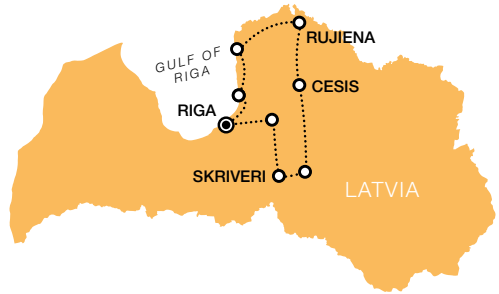 RUJIENA
GULF OF
RIGA
CESIS
RIGA
SKRIVERI
LATVIA